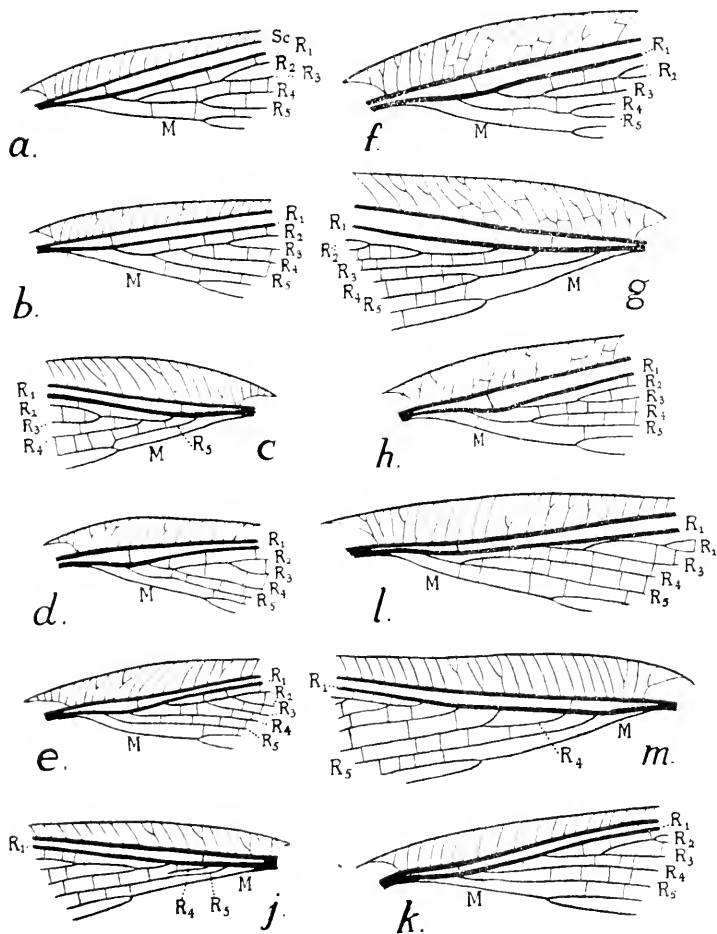 Sc R₁
R₂
R₃
R₄
R₅
M
a.
R₁
R₂
R₃
R₄
R₅
M
f.
R₁
R₂
R₃
R₄
R₅
M
b.
R₁
R₂
R₃
R₄
R₅
M
g
R₁
R₂
R₃
R₄
M
R₅
c
R₁
R₂
R₃
R₄
R₅
M
h.
R₁
R₂
R₃
R₄
R₅
M
d.
R₁
R₁
R₃
R₄
R₅
M
l.
R₁
R₂
R₃
R₄
R₅
M
e.
R₁
M
R₄
R₅
m.
R₁
M
R₄ R₅
j.
R₁
R₂
R₃
R₄
R₅
M
k.